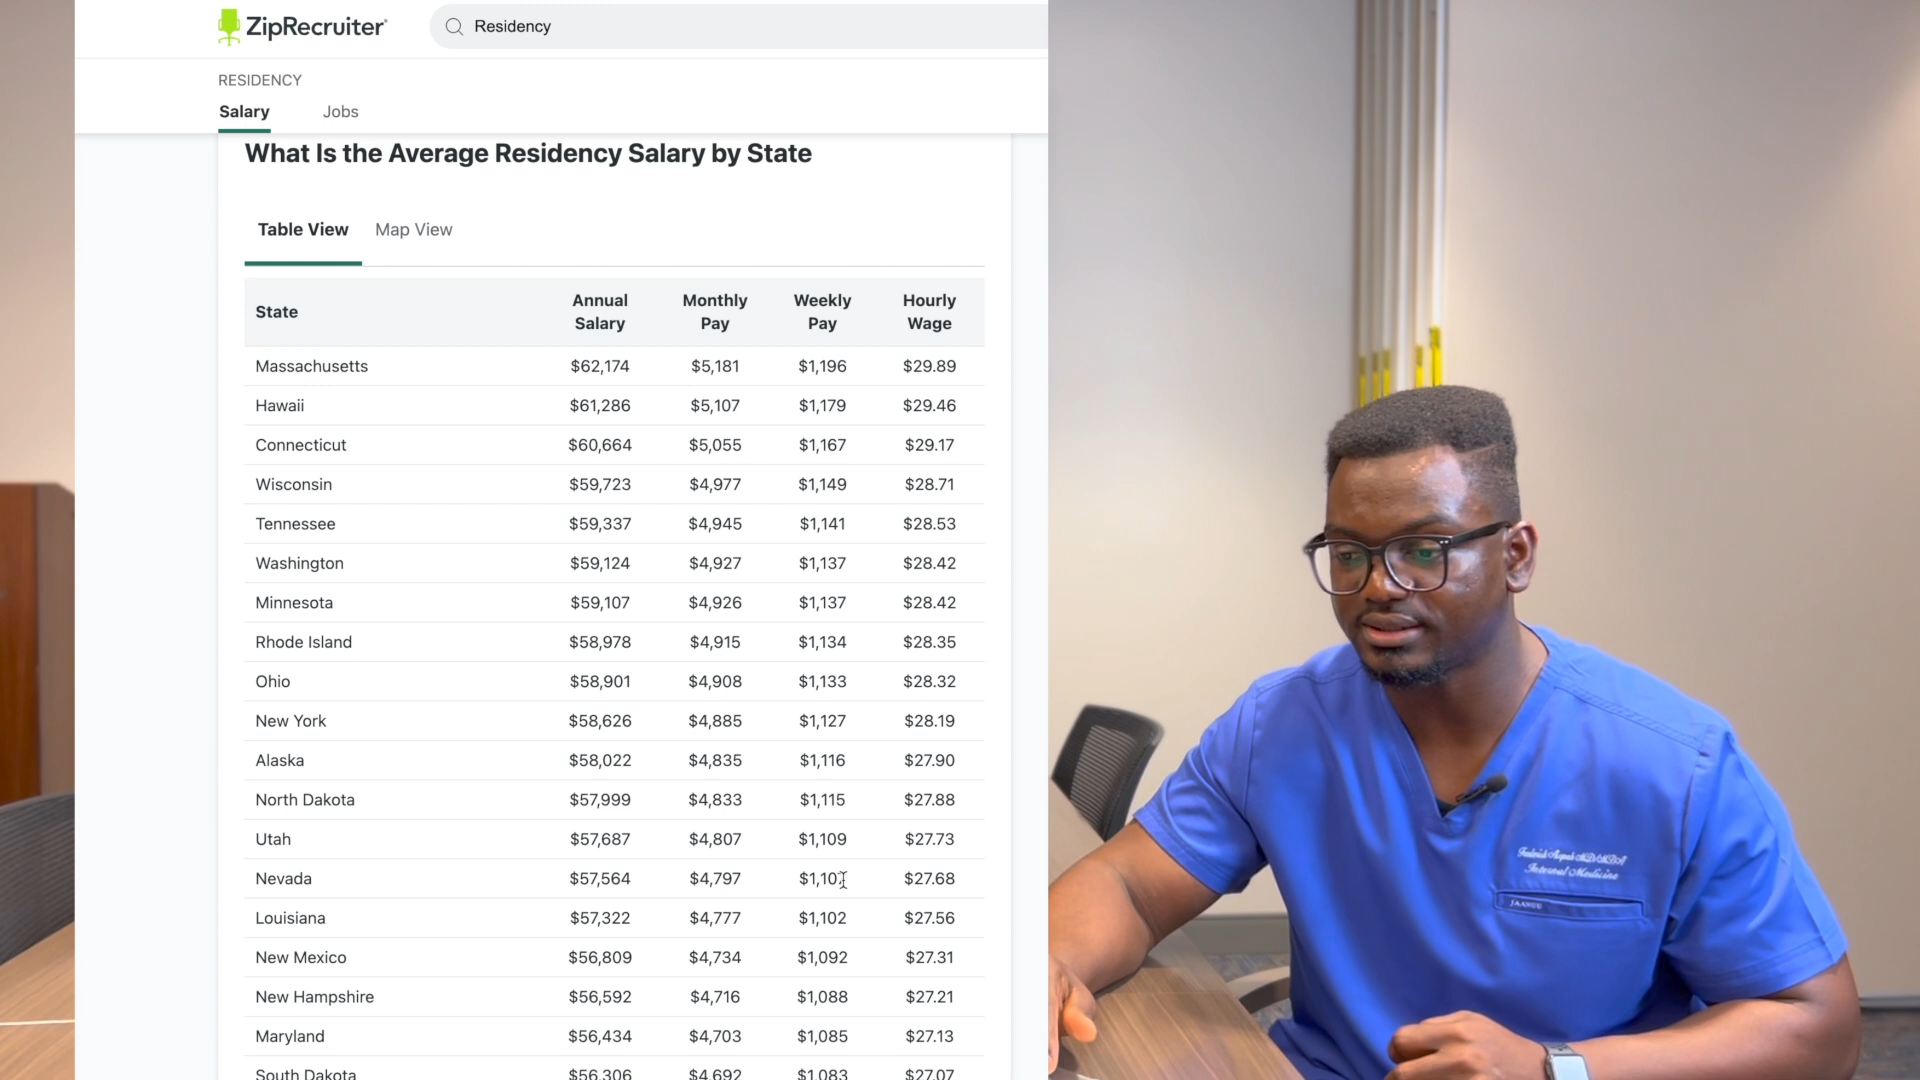 ZipRecruiter
Residency
RESIDENCY
Salary Jobs
What Is the Average Residency Salary by State
Table View Map View
State Annual Salary Monthly Pay Weekly Pay Hourly Wage
Massachusetts $62,174 $5,181 $1,196 $29.89
Hawaii $61,286 $5,107 $1,179 $29.46
Connecticut $60,664 $5,055 $1,167 $29.17
Wisconsin $59,723 $4,977 $1,149 $28.71
Tennessee $59,337 $4,945 $1,141 $28.53
Washington $59,124 $4,927 $1,137 $28.42
Minnesota $59,107 $4,926 $1,137 $28.42
Rhode Island $58,978 $4,915 $1,134 $28.35
Ohio $58,901 $4,908 $1,133 $28.32
New York $58,626 $4,885 $1,127 $28.19
Alaska $58,022 $4,835 $1,116 $27.90
North Dakota $57,999 $4,833 $1,115 $27.88
Utah $57,687 $4,807 $1,109 $27.73
Nevada $57,564 $4,797 $27.68
Louisiana $57,322 $4,777 $1,102 $27.56
New Mexico $56,809 $4,734 $1,092 $27.31
New Hampshire $56,592 $4,716 $1,088 $27.21
Maryland $56,434 $4,703 $1,085 $27.13
South Dakota $56,306 $4,692 $1,083 $27.07
Internal Medicine
JAANUU